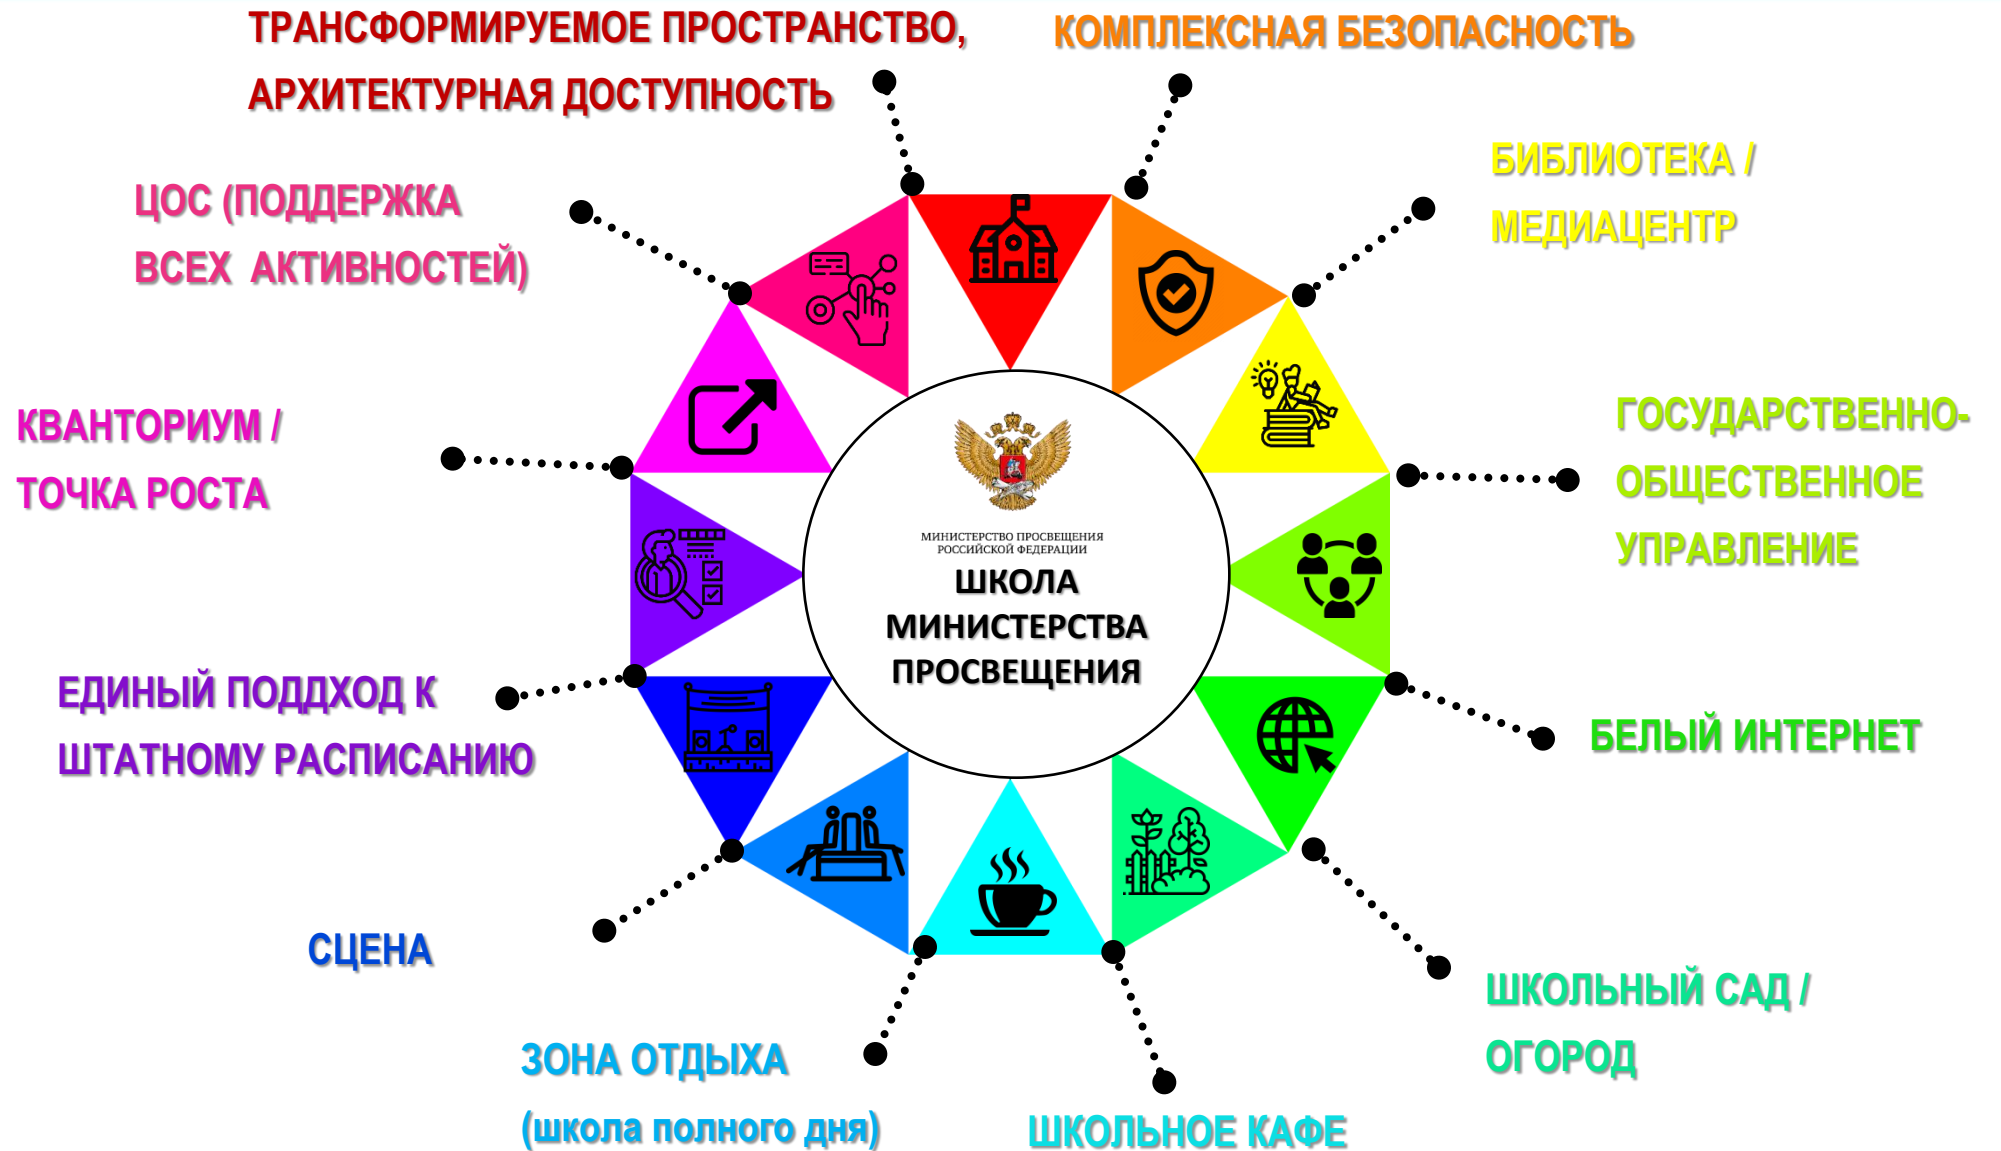 ТРАНСФОРМИРУЕМОЕ ПРОСТРАНСТВО,
АРХИТЕКТУРНАЯ ДОСТУПНОСТЬ
КОМПЛЕКСНАЯ БЕЗОПАСНОСТЬ
БИБЛИОТЕКА /
МЕДИАЦЕНТР
ЦОС (ПОДДЕРЖКА
ВСЕХ АКТИВНОСТЕЙ)
КВАНТОРИУМ /
ТОЧКА РОСТА
ГОСУДАРСТВЕННО-
ОБЩЕСТВЕННОЕ
УПРАВЛЕНИЕ
МИНИСТЕРСТВО ПРОСВЕЩЕНИЯ
РОССИЙСКОЙ ФЕДЕРАЦИИ
ШКОЛА
МИНИСТЕРСТВА
ПРОСВЕЩЕНИЯ
ЕДИНЫЙ ПОДДХОД К
ШТАТНОМУ РАСПИСАНИЮ
БЕЛЫЙ ИНТЕРНЕТ
СЦЕНА
ШКОЛЬНЫЙ САД /
ОГОРОД
ЗОНА ОТДЫХА
(школа полного дня)
ШКОЛЬНОЕ КАФЕ